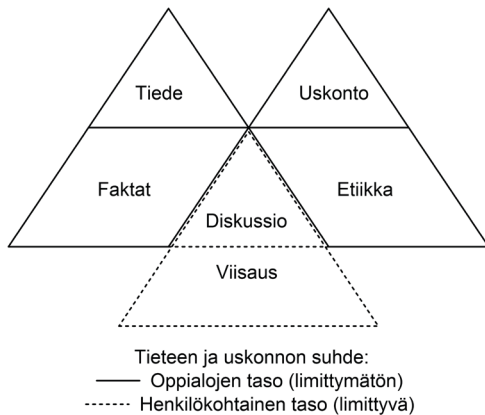 Tiede
Uskonto
Faktat
Etiikka
Diskussio
Viisaus
Tieteen ja uskonnon suhde:
Oppialojen taso (limittymätön)
Henkilökohtainen taso (limittyvä)